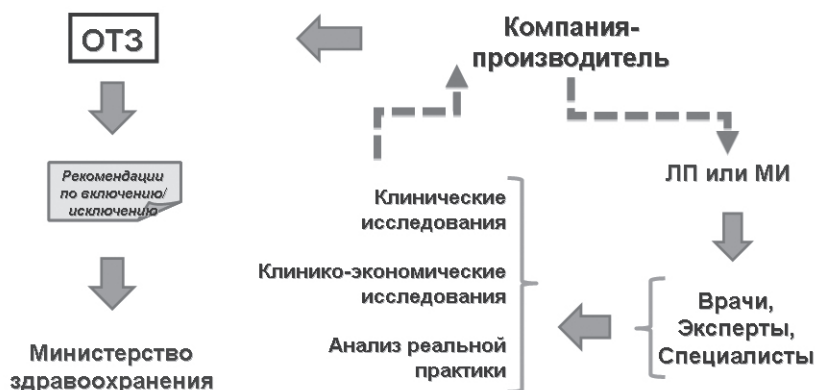 ОТЗ
Компания-
производитель
Рекомендации
по включению/
исключению
ЛП или МИ
Клинические
исследования
Клинико-экономические
исследования
Анализ реальной
практики
Врачи,
Эксперты,
Специалисты
Министерство
здравоохранения